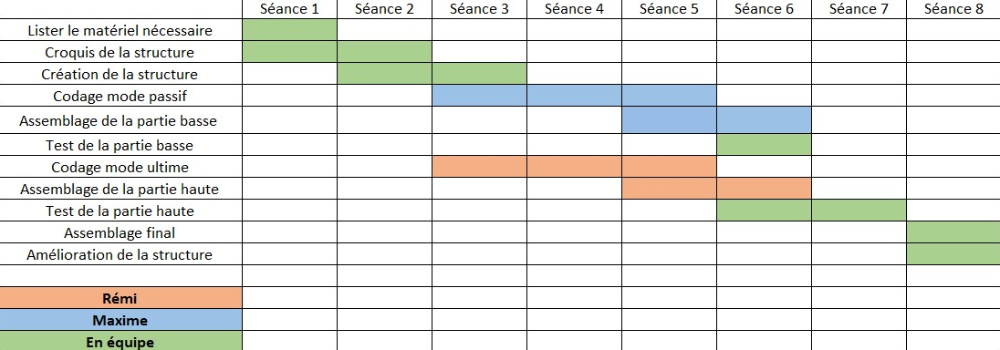 Séance 1 Séance 2 Séance 3 Séance 4 Séance 5 Séance 6 Séance 7 Séance 8
Lister le matériel nécessaire
Croquis de la structure
Création de la structure
Codage mode passif
Assemblage de la partie basse
Test de la partie basse
Codage mode ultime
Assemblage de la partie haute
Test de la partie haute
Assemblage final
Amélioration de la structure
Rémi
Maxime
En équipe